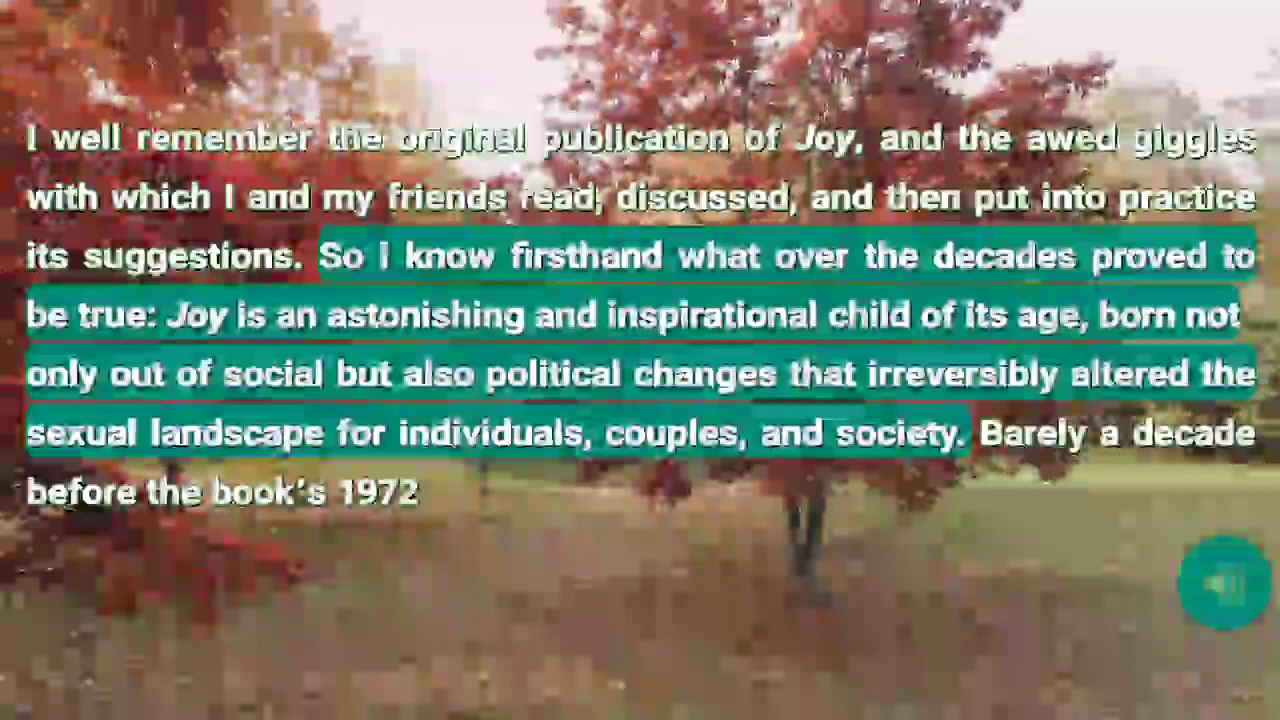 I well remember the original publication of Joy, and the awed giggles
with which I and my friends read, discussed, and then put into practice
its suggestions. So I know firsthand what over the decades proved to
be true: Joy is an astonishing and inspirational child of its age, born not
only out of social but also political changes that irreversibly altered the
sexual landscape for individuals, couples, and society. Barely a decade
before the book's 1972